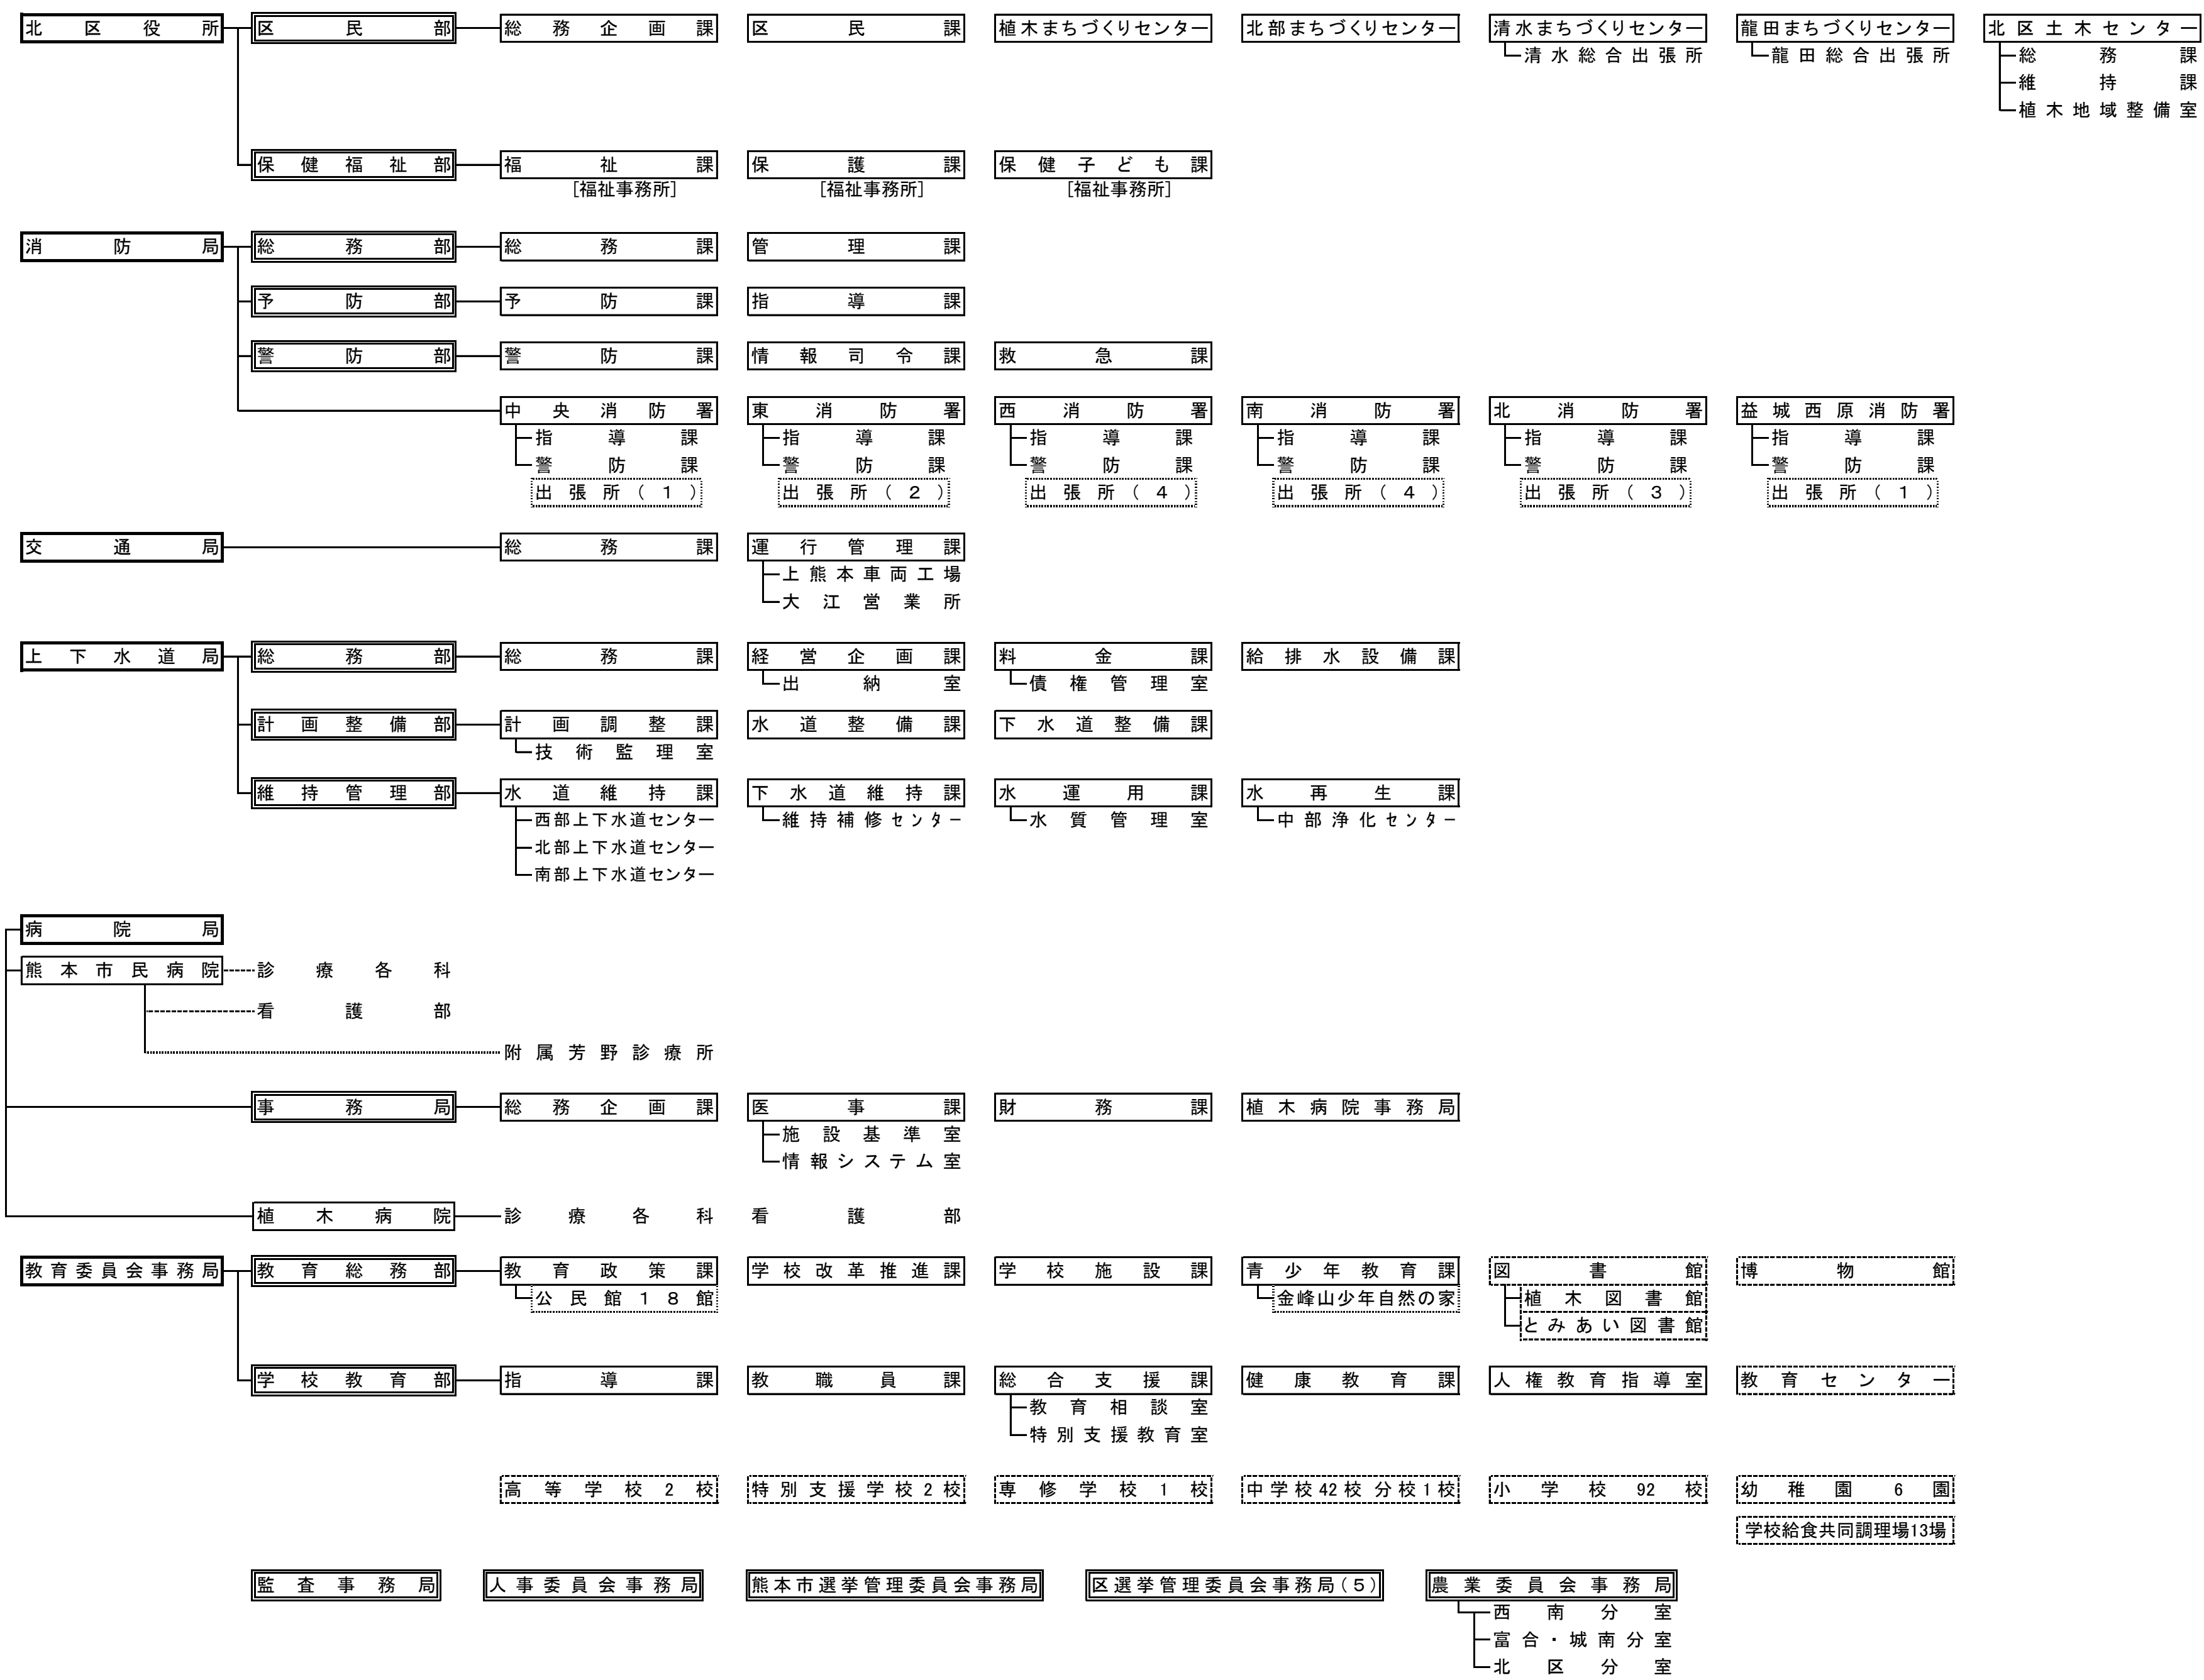 北区役所 区民部 総務企画課 区民課 植木まちづくりセンター 北部まちづくりセンター 清水まちづくりセンター 龍田まちづくりセンター 北区土木センター
清水総合出張所 龍田総合出張所 総務課
維持課
植木地域整備室
保健福祉部 福祉課 保護課 保健子ども課
[福祉事務所] [福祉事務所] [福祉事務所]
消防局 総務部 総務課 管理課
予防部 予防課 指導課
警防部 警防課 情報司令課 救急課
中央消防署 東消防署 西消防署 南消防署 北消防署 益城西原消防署
指導課 指導課 指導課 指導課 指導課 指導課
警防課 警防課 警防課 警防課 警防課 警防課
出張所(1) 出張所(2) 出張所(4) 出張所(4) 出張所(3) 出張所(1)
交通局 総務課 運行管理課
上熊本車両工場
大江営業所
上下水道局 総務部 総務課 経営企画課 料金課 給排水設備課
出納室 債権管理室
計画整備部 計画調整課 水道整備課 下水道整備課
技術監理室
維持管理部 水道維持課 下水道維持課 水運用課 水再生課
西部上下水道センター 維持補修センター 水質管理室 中部浄化センター
北部上下水道センター
南部上下水道センター
病院局
熊本市民病院 診療各科
看護部
附属芳野診療所
事務局 総務企画課 医事課 財務課 植木病院事務局
施設基準室
情報システム室
植木病院 診療各科 看護部
教育委員会事務局 教育総務部 教育政策課 学校改革推進課 学校施設課 青少年教育課 図書館 博物館
公民館18館 金峰山少年自然の家 植木図書館
とみあい図書館
学校教育部 指導課 教職員課 総合支援課 健康教育課 人権教育指導室 教育センター
教育相談室
特別支援教育室
高等学校2校 特別支援学校2校 専修学校1校 中学校42校 分校1校 小学校92校 幼稚園6園
学校給食共同調理場13場
監査事務局 人事委員会事務局 熊本市選挙管理委員会事務局 区選挙管理委員会事務局(5) 農業委員会事務局
西南分室
富合・城南分室
北区分室